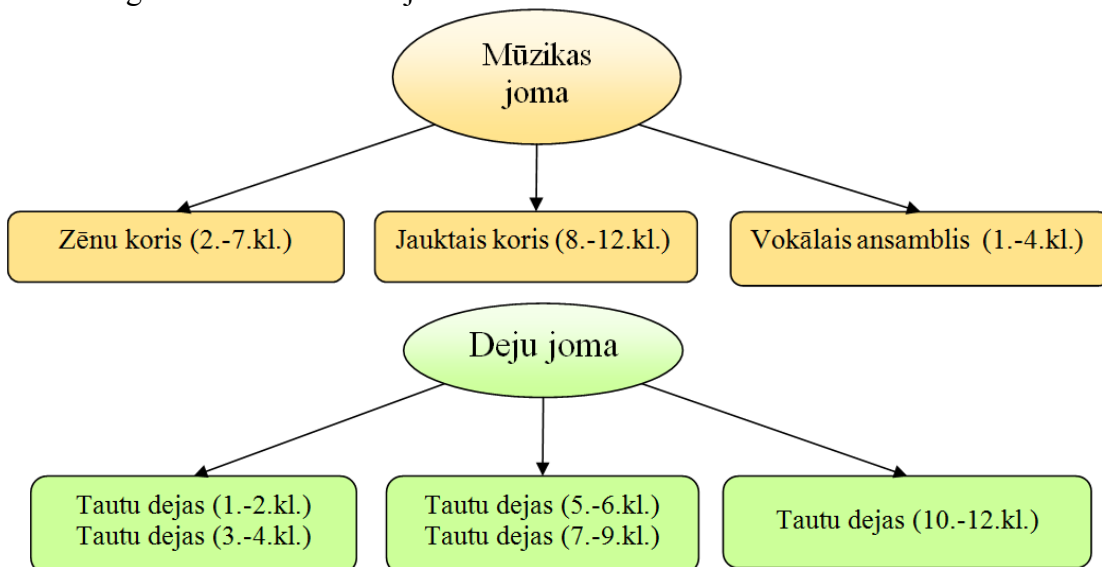 Mūzikas
joma
Zēnu koris (2.-7.kl.)
Jauktais koris (8.-12.kl.)
Vokālais ansamblis (1.-4.kl.)
Deju joma
Tautu dejas (1.-2.kl.)
Tautu dejas (3.-4.kl.)
Tautu dejas (5.-6.kl.)
Tautu dejas (7.-9.kl.)
Tautu dejas (10.-12.kl.)